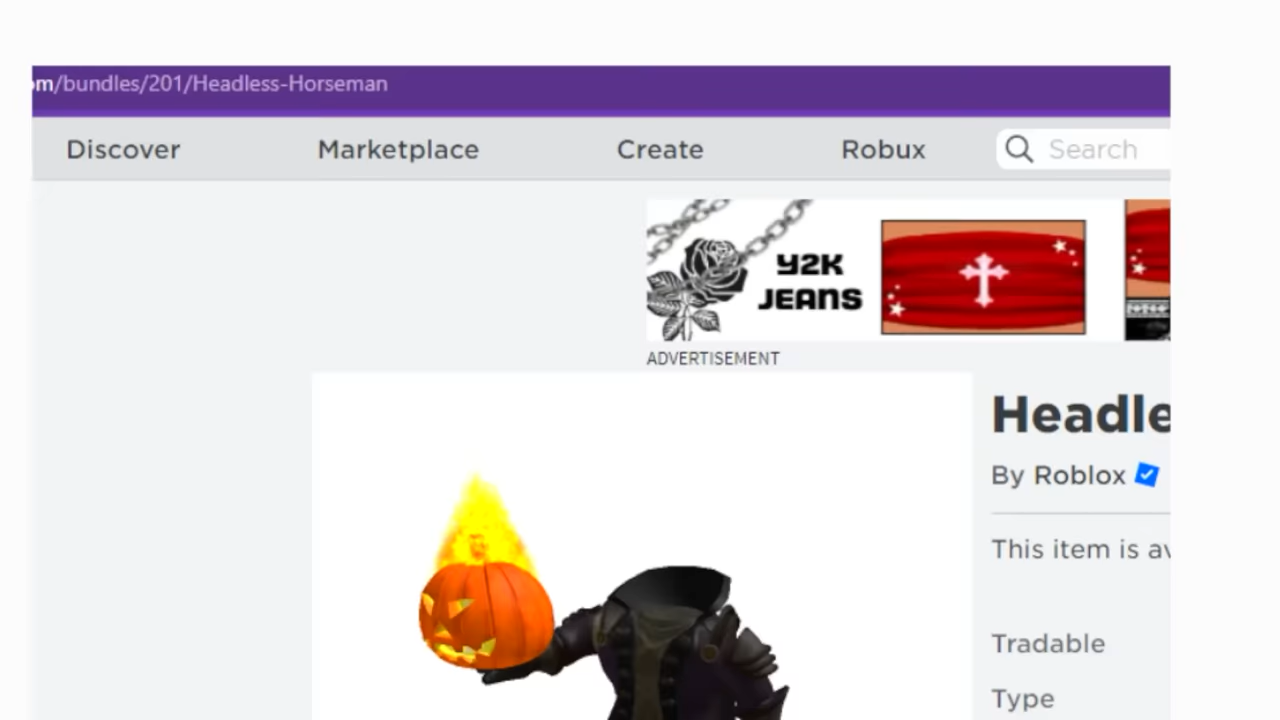 om/bundles/201/Headless-Horseman
Discover Marketplace Create Robux Search
Y2K
JEANS
ADVERTISEMENT
Headle
By Roblox
This item is av
Tradable
Type